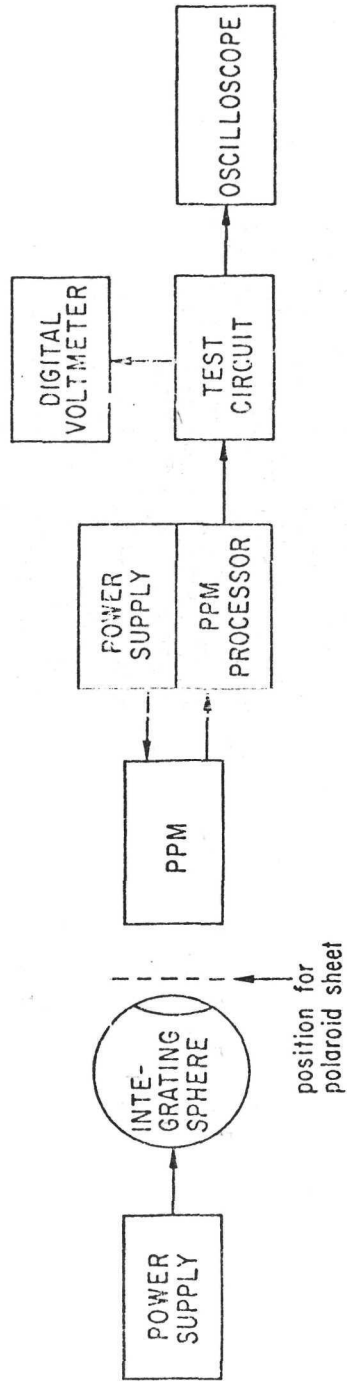 POWER
SUPPLY
INTE-
GRATING
SPHERE
position for
polaroid sheet
PPM
POWER
SUPPLY
PPM
PROCESSOR
DIGITAL
VOLTMETER
TEST
CIRCUIT
OSCILLOSCOPE